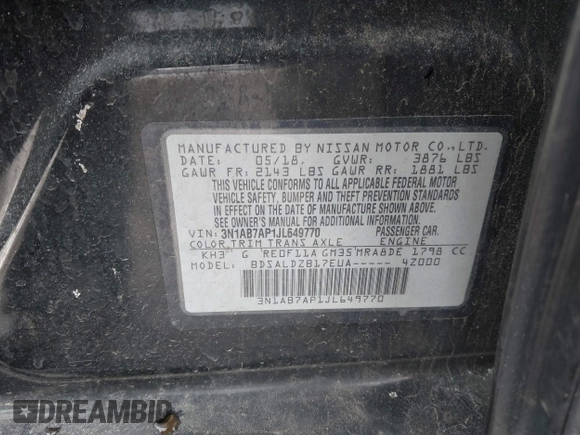 MANUFACTURED BY NISSAN MOTOR CO.,LTD.
DATE: 05/18. GVWR: 3876 LBS
GAWR FR: 2143 LBS GAWR RR: 1881 LBS
THIS VEHICLE CONFORMS TO ALL APPLICABLE FEDERAL MOTOR
VEHICLE SAFETY, BUMPER AND THEFT PREVENTION STANDARDS
IN EFFECT ON THE DATE OF MANUFACTURE SHOWN ABOVE.
SEE OWNER'S MANUAL FOR ADDITIONAL INFORMATION.
VIN: 3N1AB7AP1JL649770 PASSENGER CAR.
COLOR TRIM TRANS AXLE ENGINE
KH3 G RE0F11A GM35 MRA8DE 1798 CC
MODEL: BDSALDZB17EUA----- 42000
3N1AB7AP1JL649770
DREAMBID